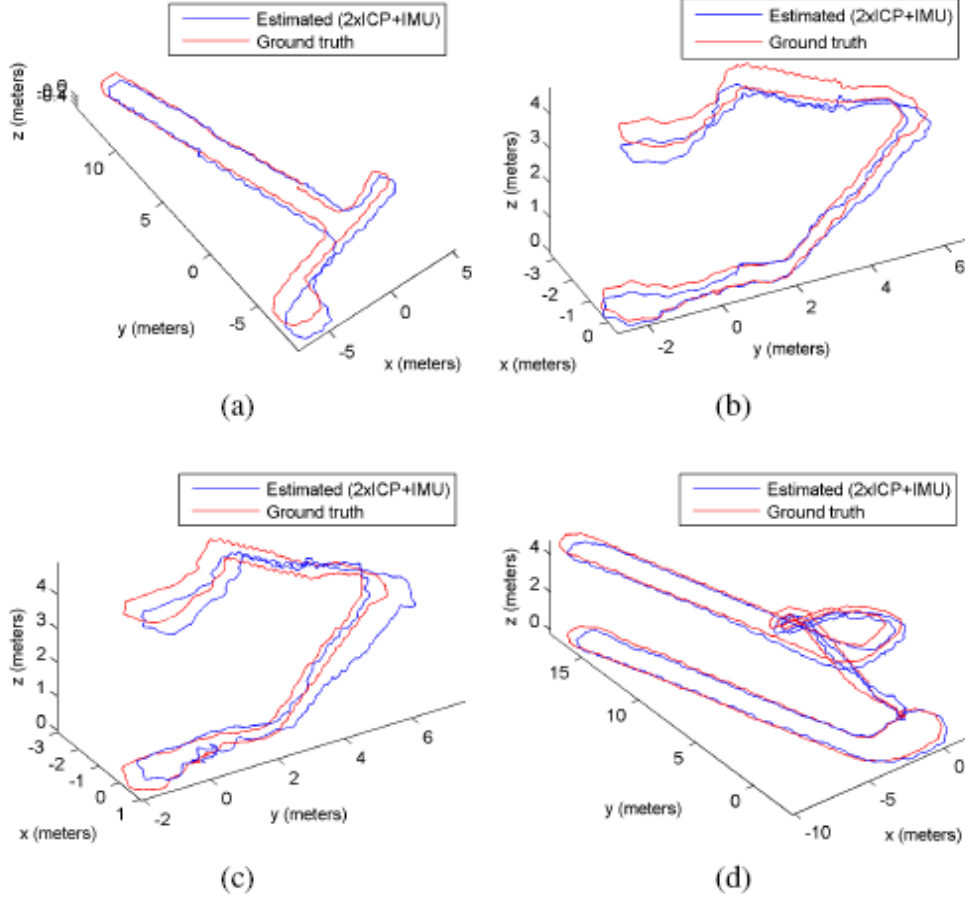 Estimated (2xICP+IMU)
Ground truth
z (meters)
10
5
0
-5
y (meters)
-5
0
5
x (meters)
(a)
Estimated (2xICP+IMU)
Ground truth
z (meters)
4
3
2
1
0
-3
-2
-1
0
x (meters)
-2
0
2
4
6
y (meters)
(b)
Estimated (2xICP+IMU)
Ground truth
z (meters)
4
3
2
1
0
-3
-2
-1
0
1
x (meters)
-2
0
2
4
6
y (meters)
(c)
Estimated (2xICP+IMU)
Ground truth
z (meters)
4
2
0
15
10
5
0
y (meters)
-10
-5
0
x (meters)
(d)